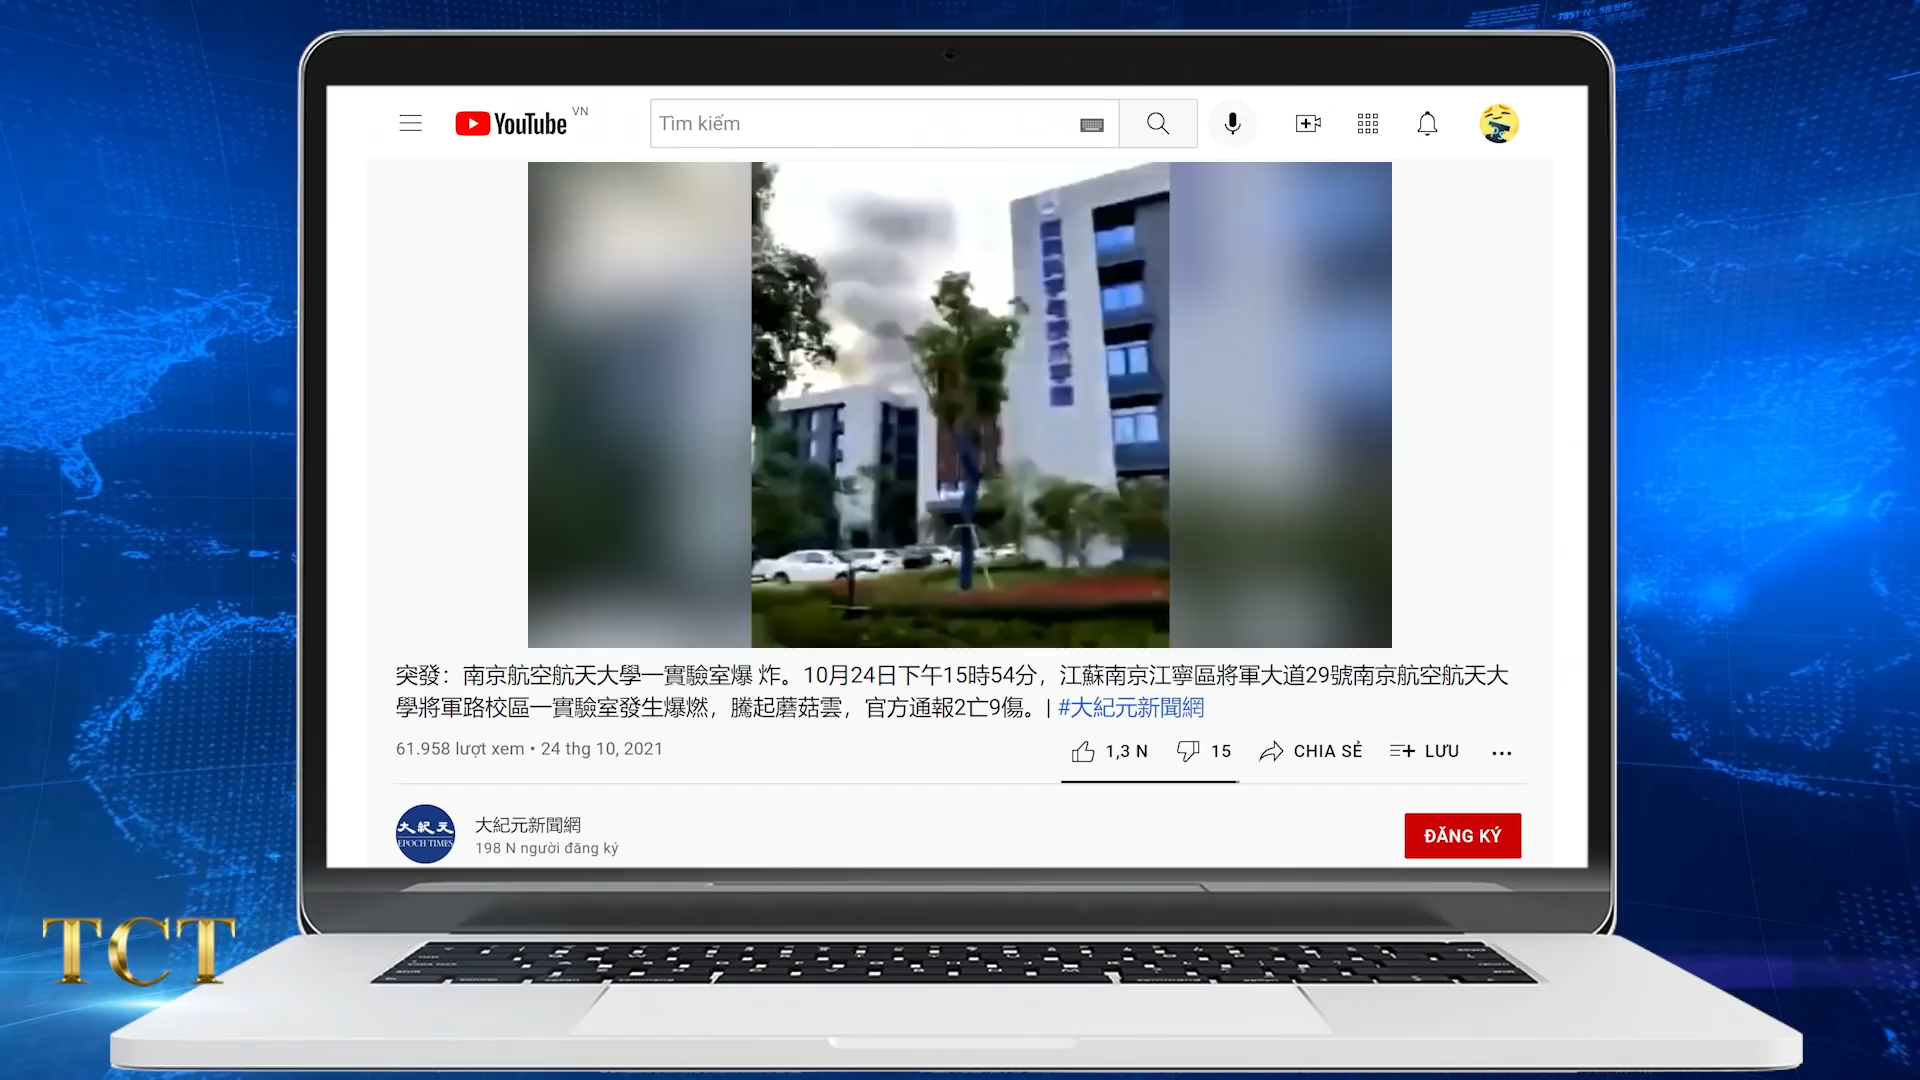 YouTube VN
Tìm kiếm
突發：南京航空航天大學一實驗室爆 炸。10月24日下午15時54分，江蘇南京江寧區將軍大道29號南京航空航天大
學將軍路校區一實驗室發生爆燃，騰起蘑菇雲，官方通報2亡9傷。| #大紀元新聞網
61.958 lượt xem • 24 thg 10, 2021
1,3 N
15
CHIA SẺ
LƯU
大紀元
EPOCH TIMES
大紀元新聞網
198 N người đăng ký
ĐĂNG KÝ
TCT